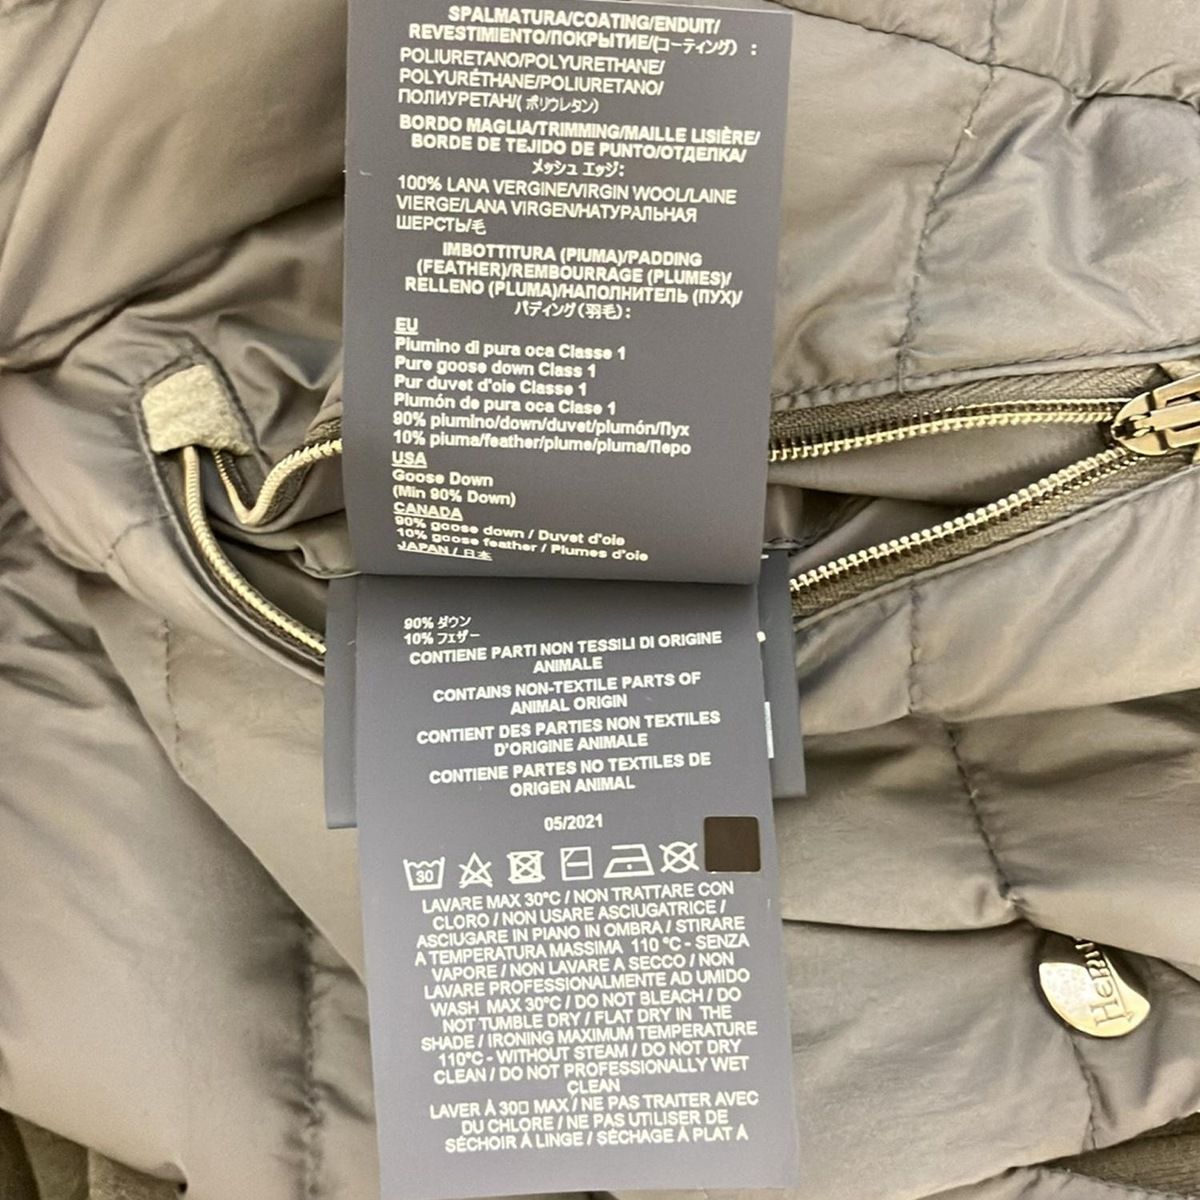 SPALMATURA/COATING/ENDUIT/
REVESTIMIENTO/ПОКРЫТИЕ/(コーティング) :
POLIURETANO/POLYURETHANE/
POLYURÉTHANE/POLIURETANO/
ПОЛИУРЕТАН/( ポリウレタン)
BORDO MAGLIA/TRIMMING/MAILLE LISIÈRE/
BORDE DE TEJIDO DE PUNTO/ОТДЕЛКА/
メッシュ エッジ:
100% LANA VERGINE/VIRGIN WOOL/LAINE
VIERGE/LANA VIRGEN/НАТУРАЛЬНАЯ
ШЕРСТЬ/毛
IMBOTTITURA (PIUMA)/PADDING
(FEATHER)/REMBOURRAGE (PLUMES)/
RELLENO (PLUMA)/НАПОЛНИТЕЛЬ (ПУХ)/
パディング(羽毛):
EU
Piumino di pura oca Classe 1
Pure goose down Class 1
Pur duvet d'oie Classe 1
Plumón de pura oca Classe 1
90% piumino/down/duvet/plumón/Пух
10% piuma/feather/plume/pluma/Перо
USA
Goose Down
(Min 90% Down)
CANADA
90% goose down / Duvet d'oie
10% goose feather / Plumes d'oie
JAPAN / 日本
90% ダウン
10% フェザー
CONTIENE PARTI NON TESSILI DI ORIGINE
ANIMALE
CONTAINS NON-TEXTILE PARTS OF
ANIMAL ORIGIN
CONTIENT DES PARTIES NON TEXTILES
D'ORIGINE ANIMALE
CONTIENE PARTES NO TEXTILES DE
ORIGEN ANIMAL
05/2021
30
LAVARE MAX 30°C / NON TRATTARE CON
CLORO / NON USARE ASCIUGATRICE /
ASCIUGARE IN PIANO IN OMBRA / STIRARE
A TEMPERATURA MASSIMA 110 °C - SENZA
VAPORE / NON LAVARE A SECCO / NON
LAVARE PROFESSIONALMENTE AD UMIDO
WASH MAX 30°C / DO NOT BLEACH / DO
NOT TUMBLE DRY / FLAT DRY IN THE
SHADE / IRONING MAXIMUM TEMPERATURE
110°C - WITHOUT STEAM / DO NOT DRY
CLEAN / DO NOT PROFESSIONALLY WET
CLEAN
LAVER À 30□ MAX / NE PAS TRAITER AVEC
DU CHLORE / NE PAS UTILISER DE
SÉCHOIR À LINGE / SÉCHAGE À PLAT À